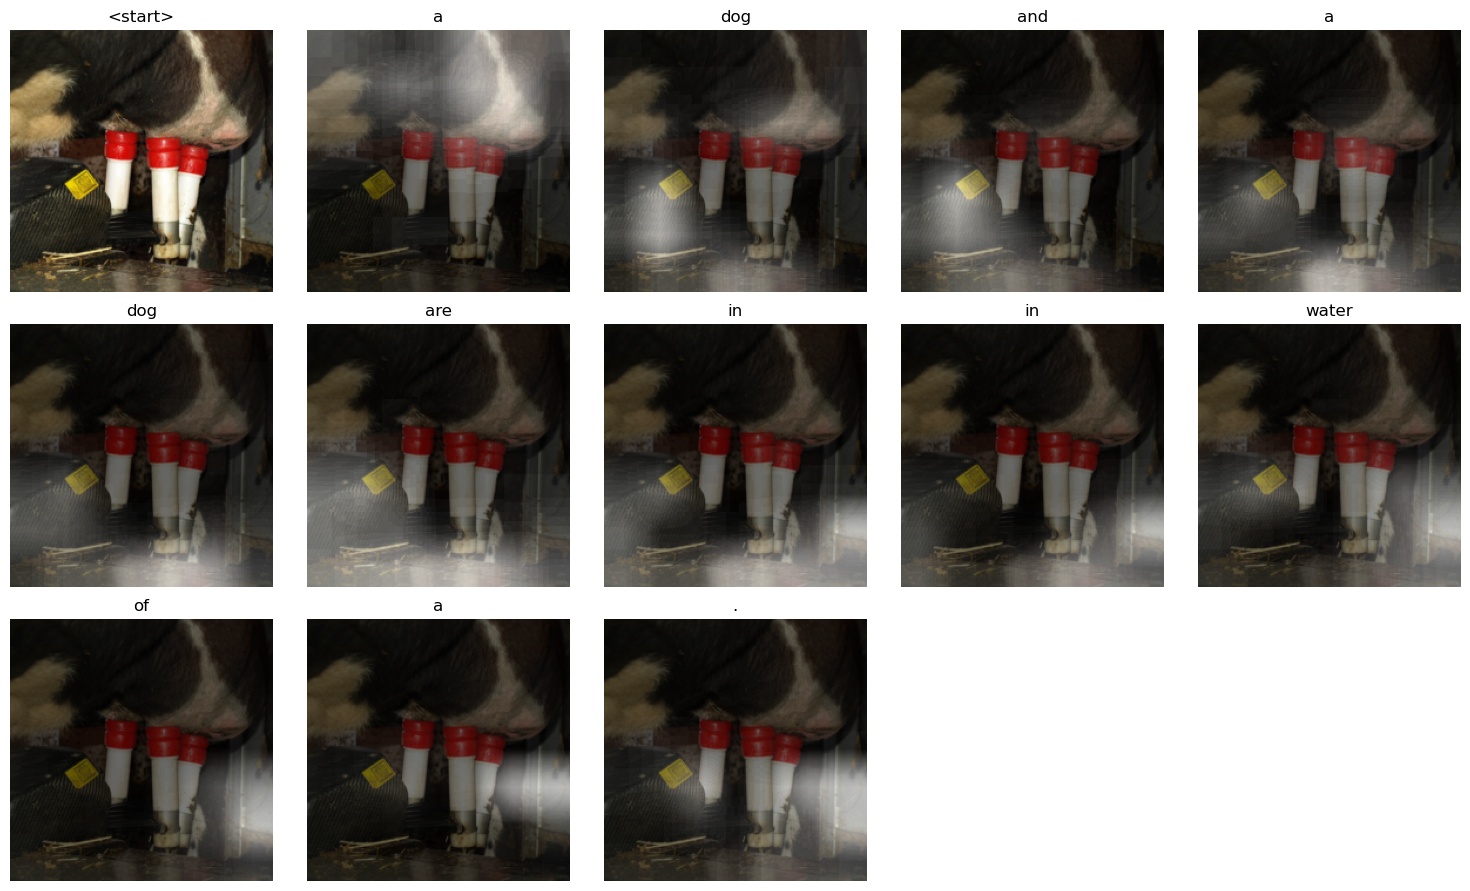 <start> a dog and a
dog are in in water
of a .